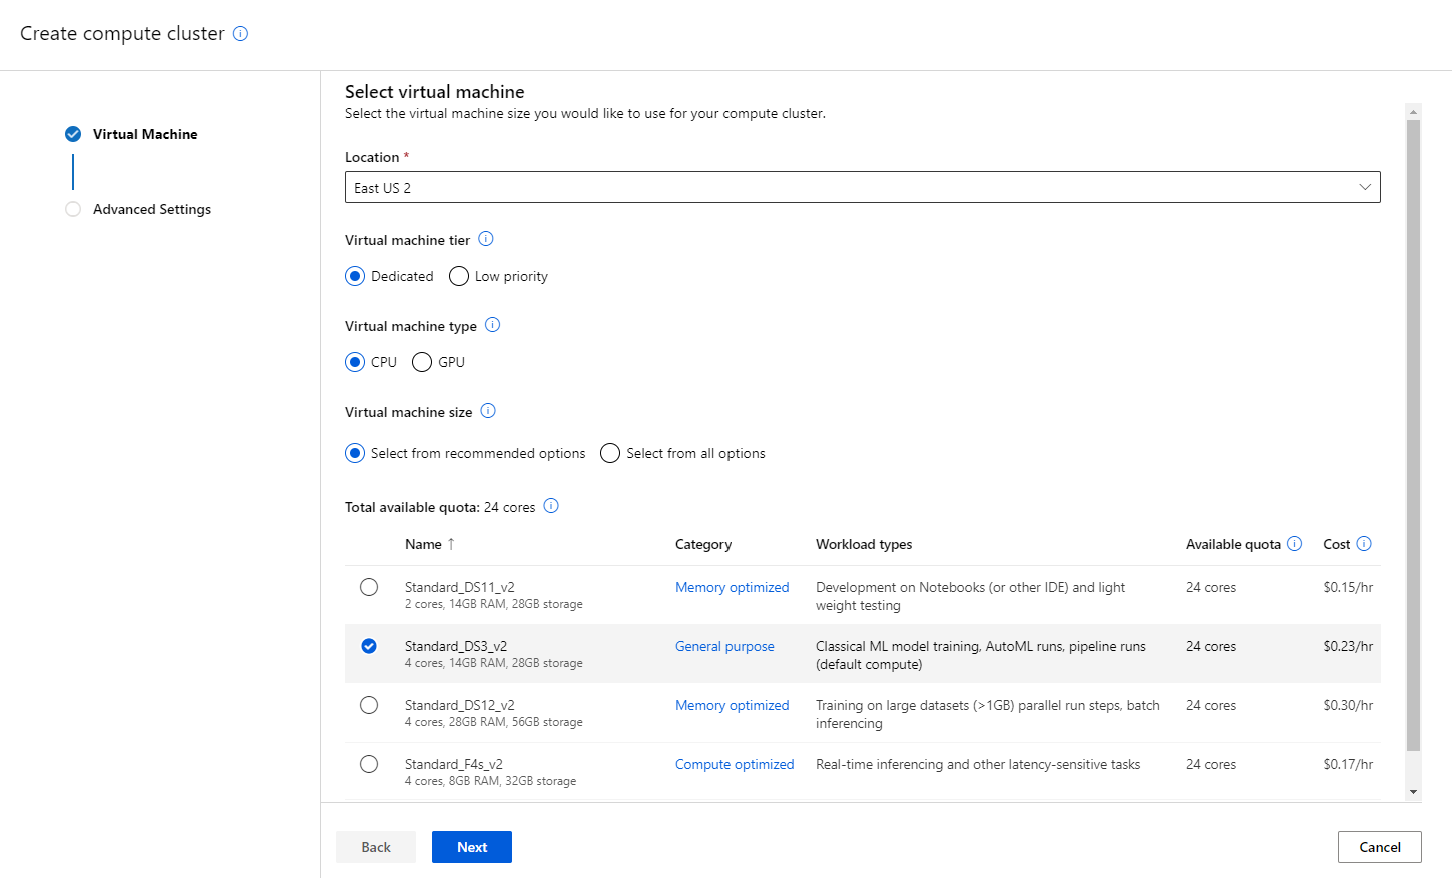 Create compute cluster
Virtual Machine
Advanced Settings
Select virtual machine
Select the virtual machine size you would like to use for your compute cluster.
Location *
East US 2
Virtual machine tier
Dedicated Low priority
Virtual machine type
CPU GPU
Virtual machine size
Select from recommended options Select from all options
Total available quota: 24 cores
Name ↑ Category Workload types Available quota Cost
Standard_DS11_v2 Memory optimized Development on Notebooks (or other IDE) and light 24 cores $0.15/hr
2 cores, 14GB RAM, 28GB storage weight testing
Standard_DS3_v2 General purpose Classical ML model training, AutoML runs, pipeline runs 24 cores $0.23/hr
4 cores, 14GB RAM, 28GB storage (default compute)
Standard_DS12_v2 Memory optimized Training on large datasets (>1GB) parallel run steps, batch 24 cores $0.30/hr
4 cores, 28GB RAM, 56GB storage inferencing
Standard_F4s_v2 Compute optimized Real-time inferencing and other latency-sensitive tasks 24 cores $0.17/hr
4 cores, 8GB RAM, 32GB storage
Back Next Cancel